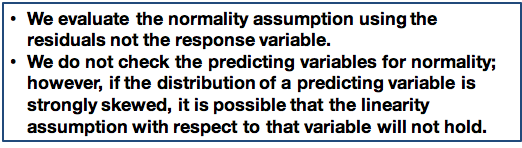 • We evaluate the normality assumption using the
residuals not the response variable.
• We do not check the predicting variables for normality;
however, if the distribution of a predicting variable is
strongly skewed, it is possible that the linearity
assumption with respect to that variable will not hold.